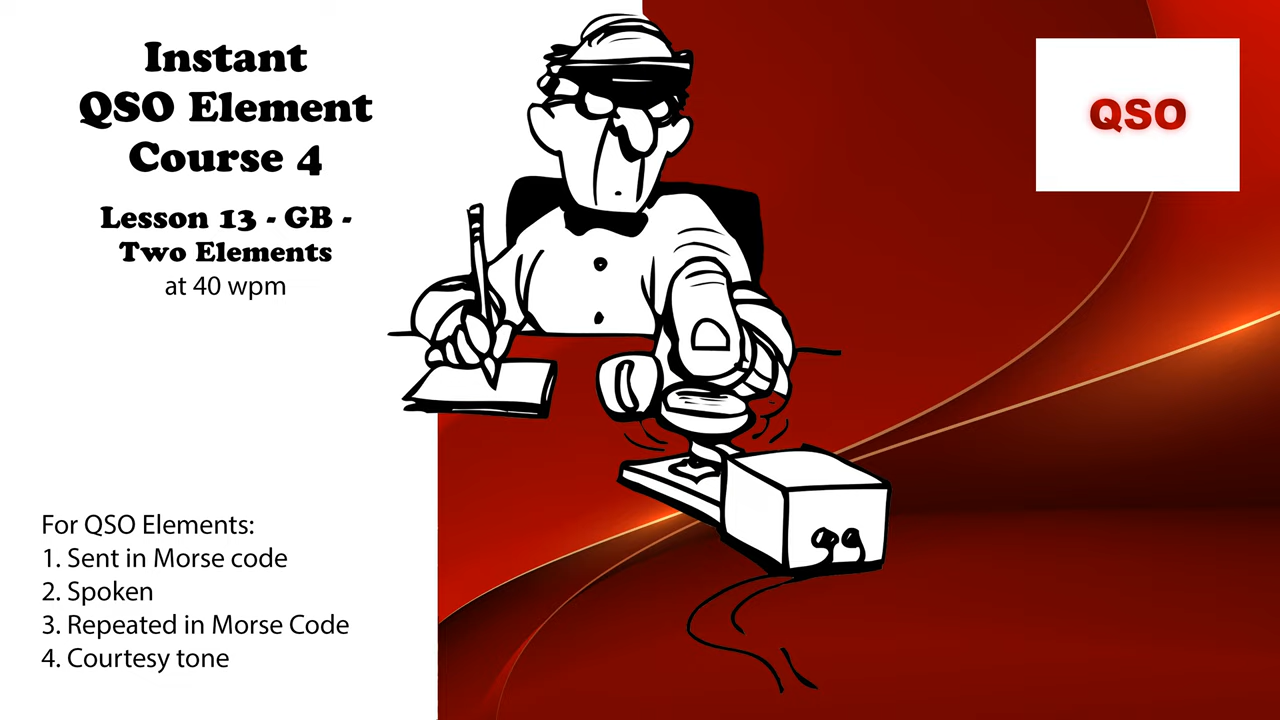 Instant
QSO Element
Course 4
Lesson 13 - GB -
Two Elements
at 40 wpm
QSO
For QSO Elements:
1. Sent in Morse code
2. Spoken
3. Repeated in Morse Code
4. Courtesy tone